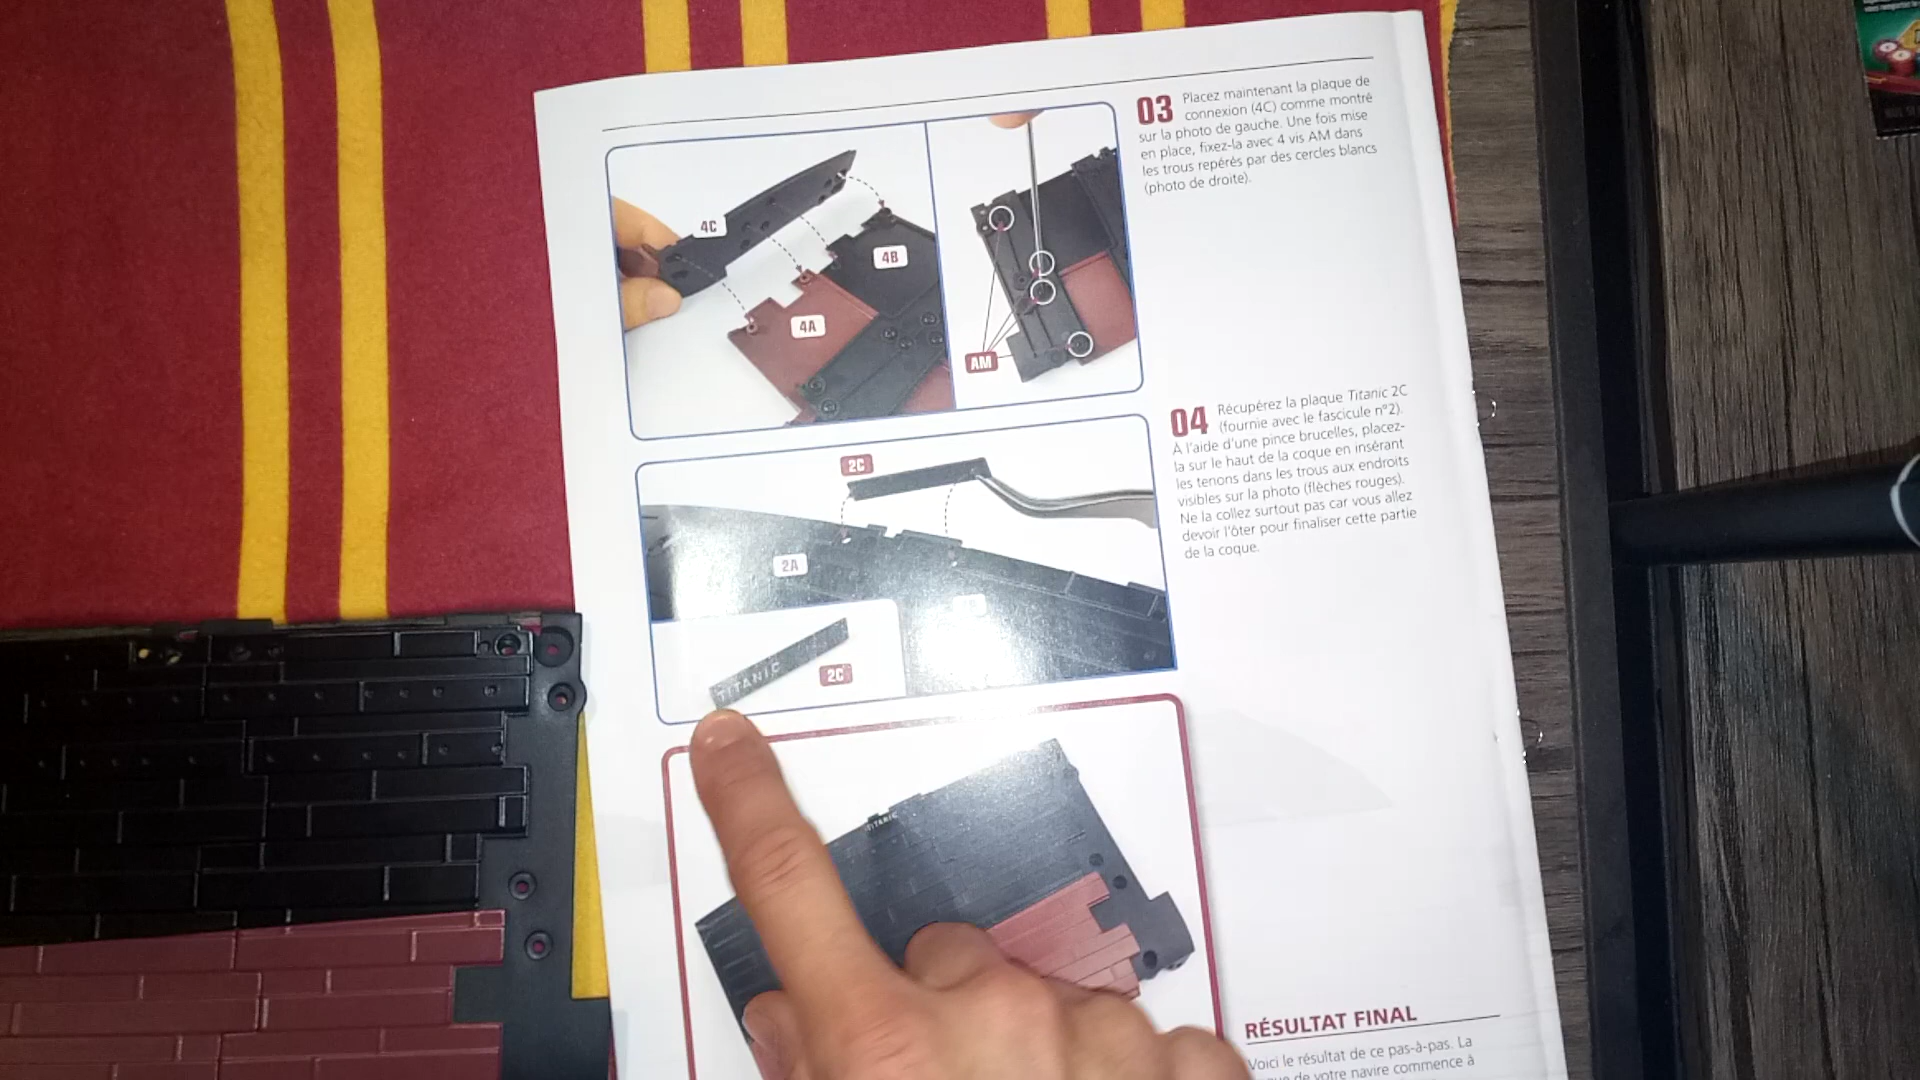 03 Placez maintenant la plaque de
connexion (4C) comme montré
sur la photo de gauche. Une fois mise
en place, fixez-la avec 4 vis AM dans
les trous repérés par des cercles blancs
(photo de droite).
4C
4B
4A
AM
04 Récupérez la plaque Titanic 2C
(fournie avec le fascicule n°2).
À l'aide d'une pince brucelles, placez-
la sur le haut de la coque en insérant
les tenons dans les trous aux endroits
visibles sur la photo (flèches rouges).
Ne la collez surtout pas car vous allez
devoir l'ôter pour finaliser cette partie
de la coque.
2C
2A
TITANIC
2C
TITANIC
RÉSULTAT FINAL
Voici le résultat de ce pas-à-pas. La
de votre navire commence à